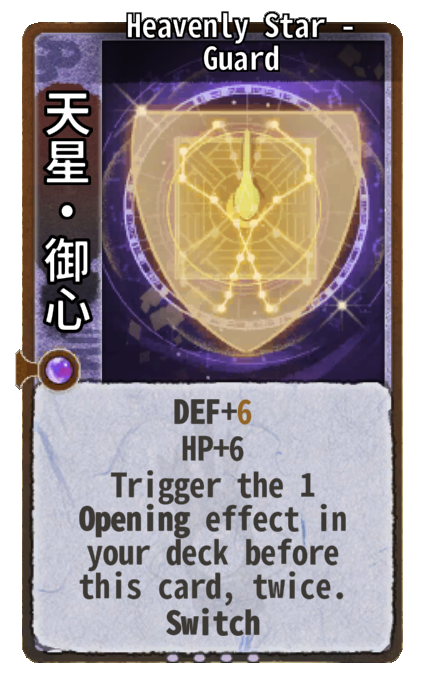 Heavenly Star -
Guard
天星・御心
DEF+6
HP+6
Trigger the 1
Opening effect in
your deck before
this card, twice.
Switch